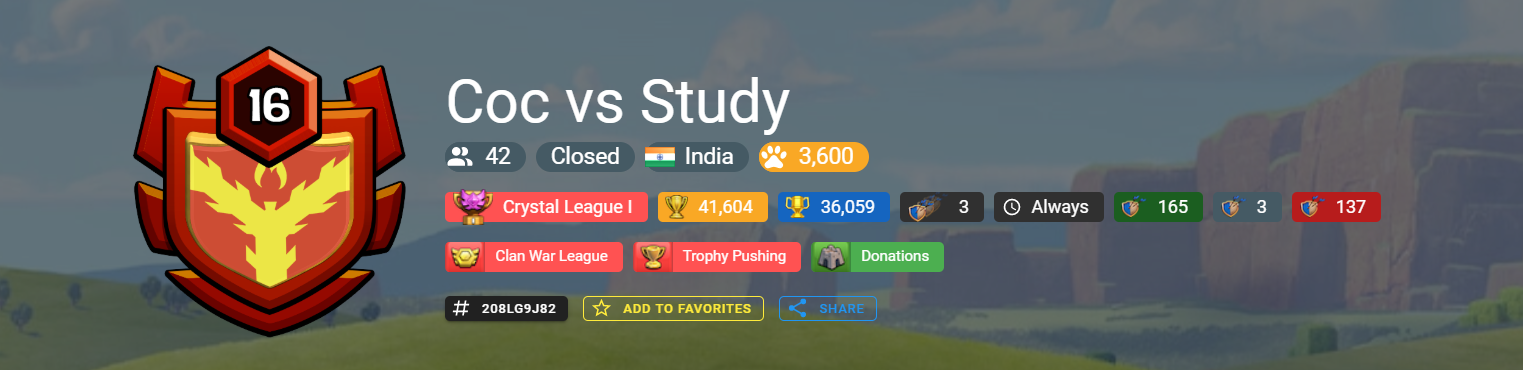 16
Coc vs Study
42 Closed India 3,600
Crystal League I 41,604 36,059 3 Always 165 3 137
Clan War League Trophy Pushing Donations
# 208LG9J82 ADD TO FAVORITES SHARE